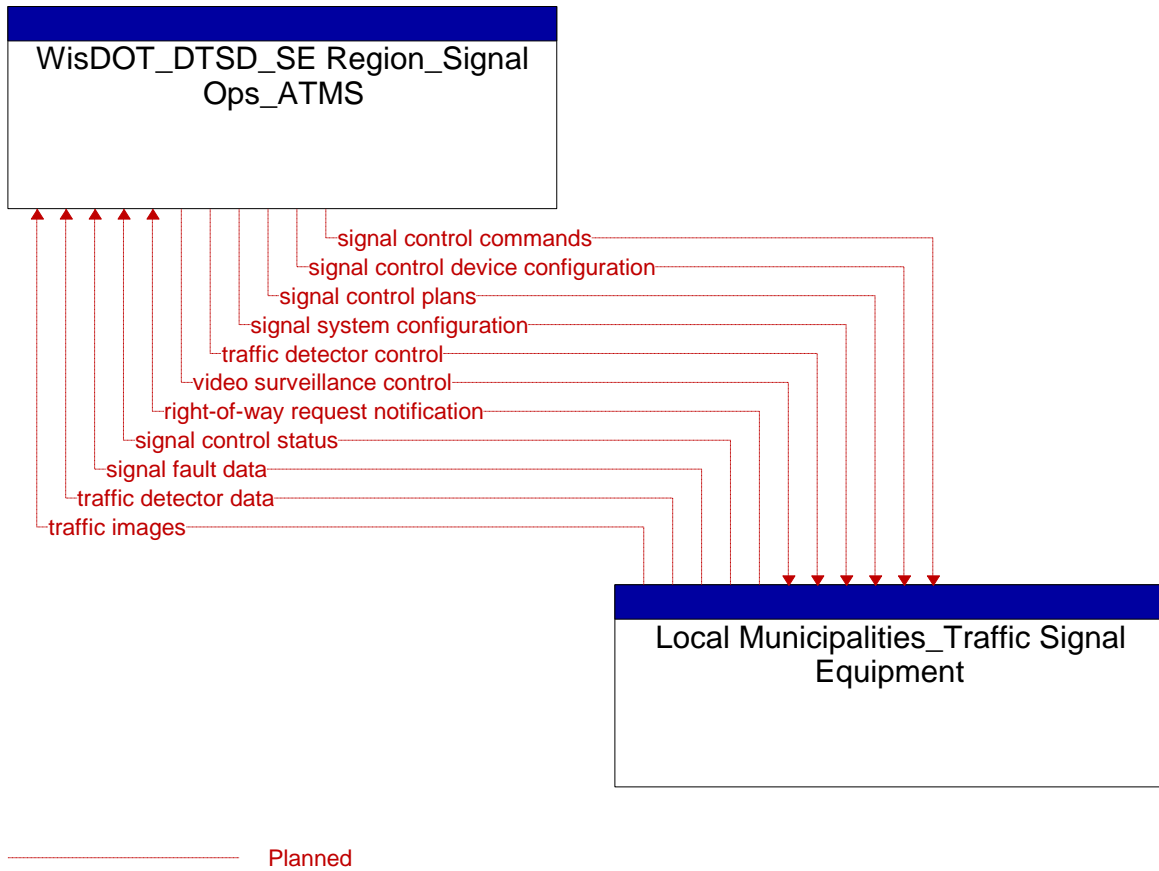 WisDOT_DTSD_SE Region_Signal
Ops_ATMS
signal control commands
signal control device configuration
signal control plans
signal system configuration
traffic detector control
video surveillance control
right-of-way request notification
signal control status
signal fault data
traffic detector data
traffic images
Local Municipalities_Traffic Signal
Equipment
Planned